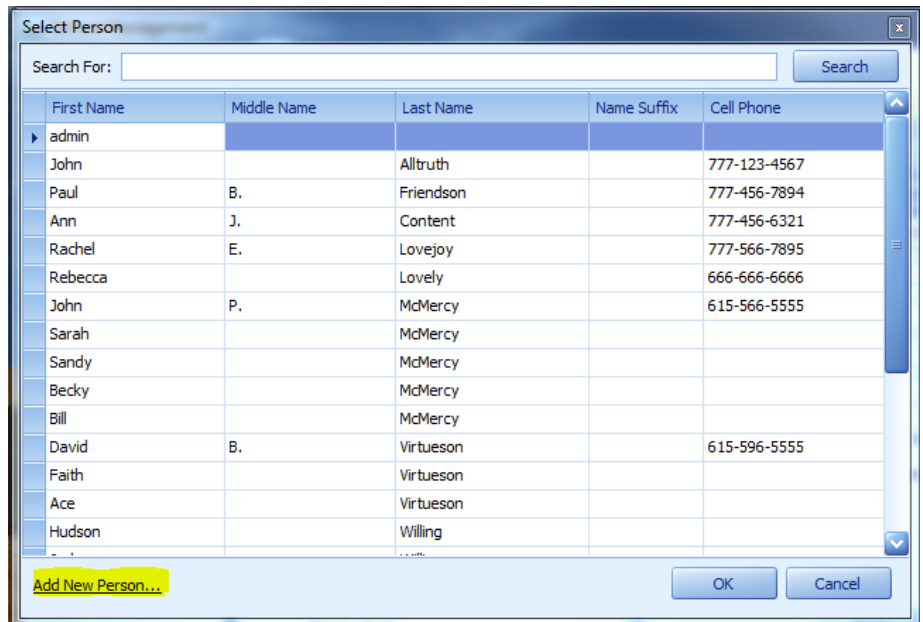 Select Person
Search For: Search
First Name Middle Name Last Name Name Suffix Cell Phone
admin
John Alltruth 777-123-4567
Paul B. Friendson 777-456-7894
Ann J. Content 777-456-6321
Rachel E. Lovejoy 777-566-7895
Rebecca Lovely 666-666-6666
John P. McMercy 615-566-5555
Sarah McMercy
Sandy McMercy
Becky McMercy
Bill McMercy
David B. Virtueson 615-596-5555
Faith Virtueson
Ace Virtueson
Hudson Willing
Add New Person... OK Cancel